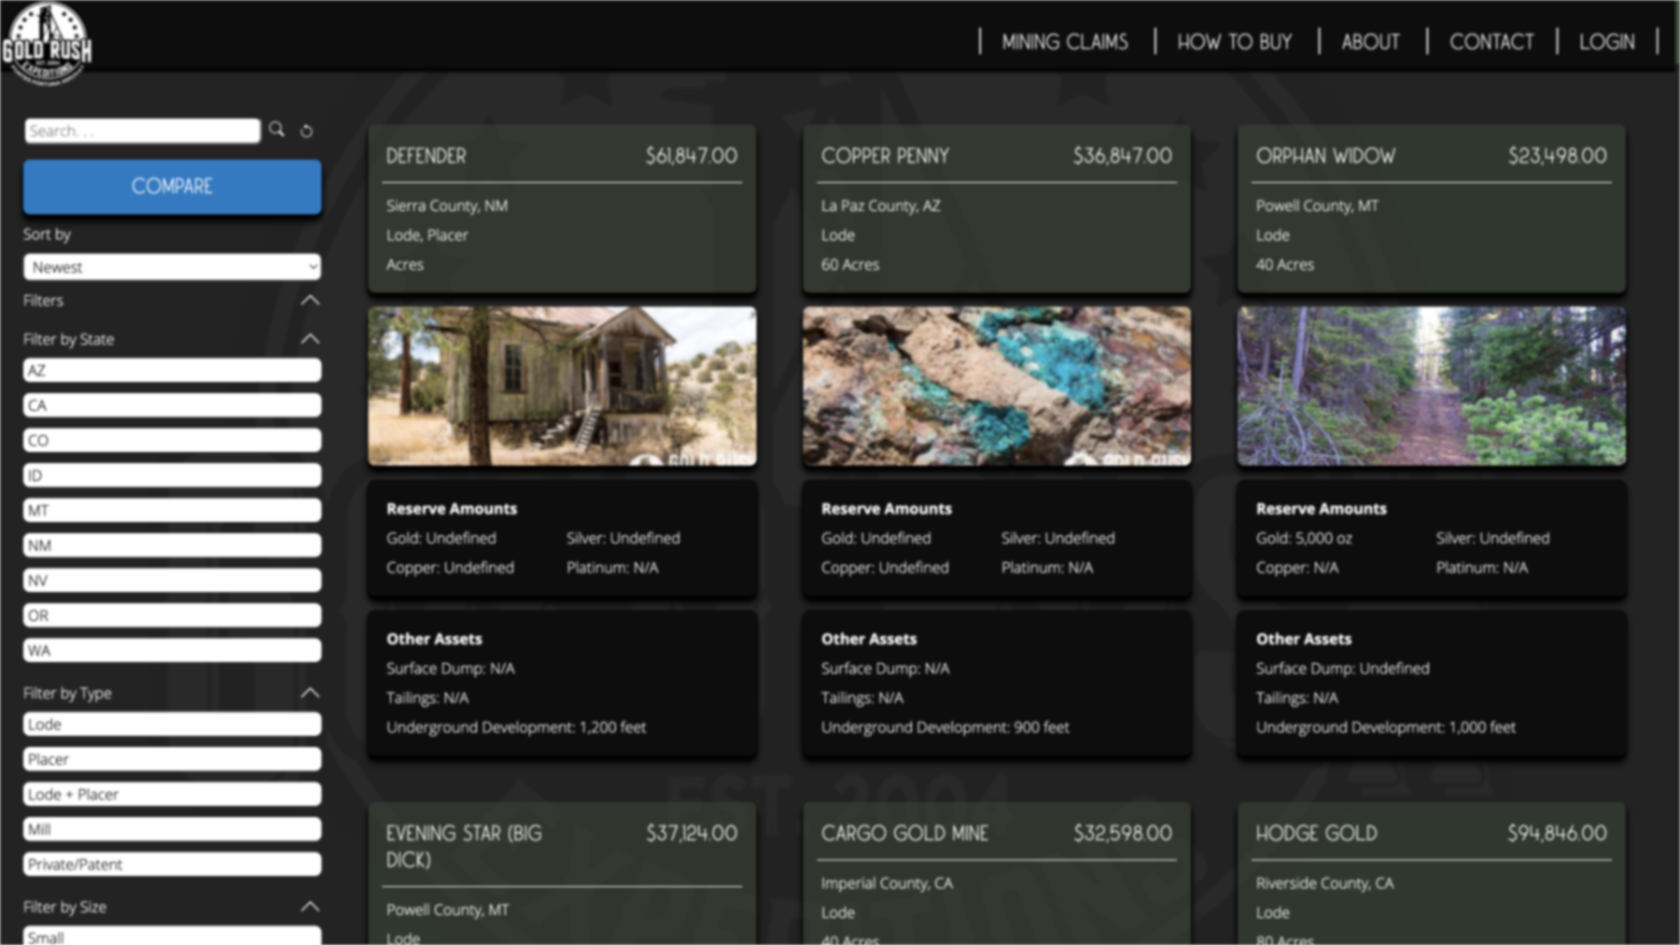 GOLD RUSH
EXPEDITIONS
MINING CLAIMS
HOW TO BUY
ABOUT
CONTACT
LOGIN
Search. . .
COMPARE
Sort by
Newest
Filters
Filter by State
AZ
CA
CO
ID
MT
NM
NV
OR
WA
Filter by Type
Lode
Placer
Lode + Placer
Mill
Private/Patent
Filter by Size
Small
DEFENDER $61,847.00
Sierra County, NM
Lode, Placer
Acres
GOLD RUSH
Reserve Amounts
Gold: Undefined Silver: Undefined
Copper: Undefined Platinum: N/A
Other Assets
Surface Dump: N/A
Tailings: N/A
Underground Development: 1,200 feet
COPPER PENNY $36,847.00
La Paz County, AZ
Lode
60 Acres
GOLD RUSH
Reserve Amounts
Gold: Undefined Silver: Undefined
Copper: Undefined Platinum: N/A
Other Assets
Surface Dump: N/A
Tailings: N/A
Underground Development: 900 feet
ORPHAN WIDOW $23,498.00
Powell County, MT
Lode
40 Acres
Reserve Amounts
Gold: 5,000 oz Silver: Undefined
Copper: N/A Platinum: N/A
Other Assets
Surface Dump: Undefined
Tailings: N/A
Underground Development: 1,000 feet
EST. 2004
EVENING STAR (BIG $37,124.00
DICK)
Powell County, MT
Lode
CARGO GOLD MINE $32,598.00
Imperial County, CA
Lode
40 Acres
HODGE GOLD $94,846.00
Riverside County, CA
Lode
80 Acres